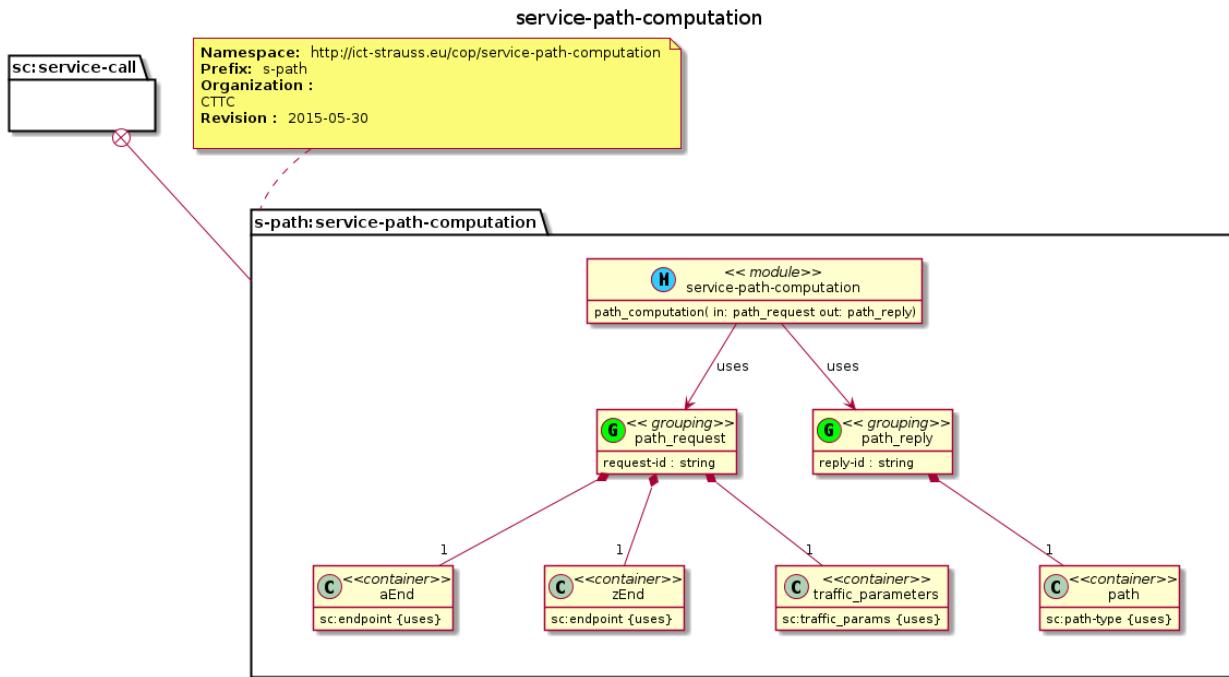 service-path-computation
sc:service-call
Namespace: http://ict-strauss.eu/cop/service-path-computation
Prefix: s-path
Organization :
CTTC
Revision : 2015-05-30
s-path:service-path-computation
M
<< module>>
service-path-computation
path_computation( in: path_request out: path_reply)
uses
uses
G
<< grouping>>
path_request
request-id : string
G
<< grouping>>
path_reply
reply-id : string
1
1
1
1
C
<<container>>
aEnd
sc:endpoint {uses}
C
<<container>>
zEnd
sc:endpoint {uses}
C
<<container>>
traffic_parameters
sc:traffic_params {uses}
C
<<container>>
path
sc:path-type {uses}